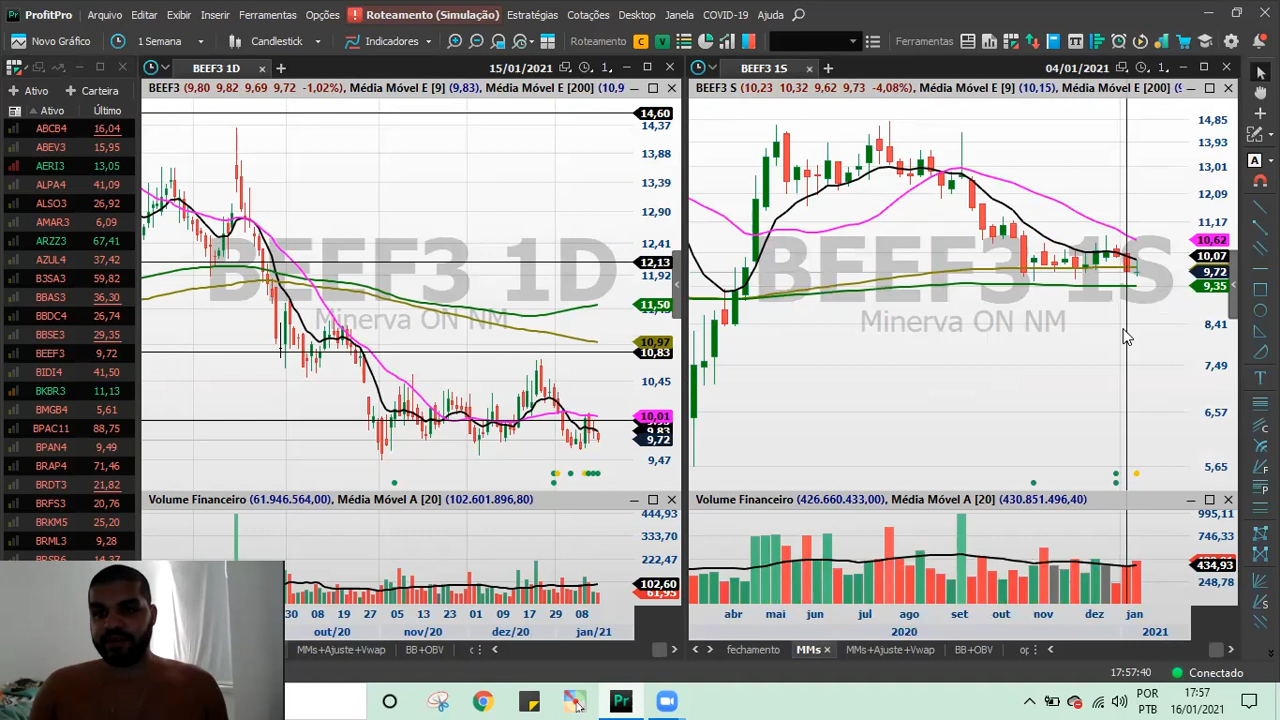 ProfitPro
Arquivo Editar Exibir Inserir Ferramentas Opções Roteamento (Simulação) Estratégias Cotações Desktop Janela COVID-19 Ajuda
Novo Gráfico 1 Semana Candlestick Indicadores Roteamento C V Ferramentas
BEEF3 1D 15/01/2021 1
BEEF3 1S 04/01/2021 1
Ativo Carteira
Ativo Último
ABCB4 16,04
ABEV3 15,95
AERI3 13,05
ALPA4 41,09
ALSO3 26,92
AMAR3 6,09
ARZZ3 67,41
AZUL4 37,42
B3SA3 59,82
BBAS3 36,30
BBDC4 26,74
BBSE3 29,35
BEEF3 9,72
BIDI4 41,50
BKBR3 11,13
BMGB4 5,61
BPAC11 88,75
BPAN4 9,49
BRAP4 71,46
BRDT3 21,82
BRFS3 20,76
BRKM5 25,20
BRML3 9,28
BEEF3 (9,80 9,82 9,69 9,72 -1,02%), Média Móvel E [9] (9,83), Média Móvel E [200] (10,9
BEEF3 1D
Minerva ON NM
14,60
14,37
13,88
13,39
12,90
12,41
12,13
11,92
11,50
10,97
10,83
10,45
10,01
9,83
9,72
9,47
Volume Financeiro (61.946.564,00), Média Móvel A [20] (102.601.896,80)
444,93
333,70
222,47
102,60
61,95
30 08 19 27 05 13 23 01 09 17 29 08
out/20 nov/20 dez/20 jan/21
MMs+Ajuste+Vwap BB+OBV
BEEF3 S (10,23 10,32 9,62 9,73 -4,08%), Média Móvel E [9] (10,15), Média Móvel E [200] (9
BEEF3 1S
Minerva ON NM
14,85
13,93
13,01
12,09
11,17
10,62
10,07
9,72
9,35
8,41
7,49
6,57
5,65
Volume Financeiro (426.660.433,00), Média Móvel A [20] (430.851.496,40)
995,11
746,33
434,93
248,78
abr mai jun jul ago set out nov dez jan
2020 2021
fechamento MMs MMs+Ajuste+Vwap BB+OBV
17:57:40 Conectado
Pr
POR
PTB
17:57
16/01/2021